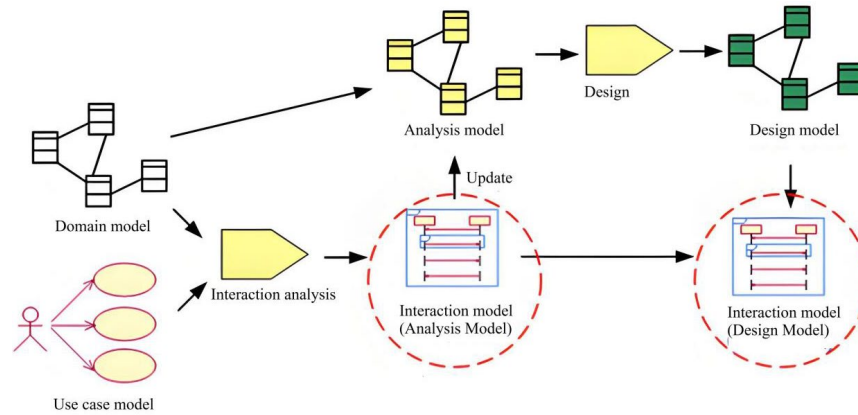 Analysis model
Design
Design model
Domain model
Update
Interaction analysis
Interaction model
(Analysis Model)
Interaction model
(Design Model)
Use case model